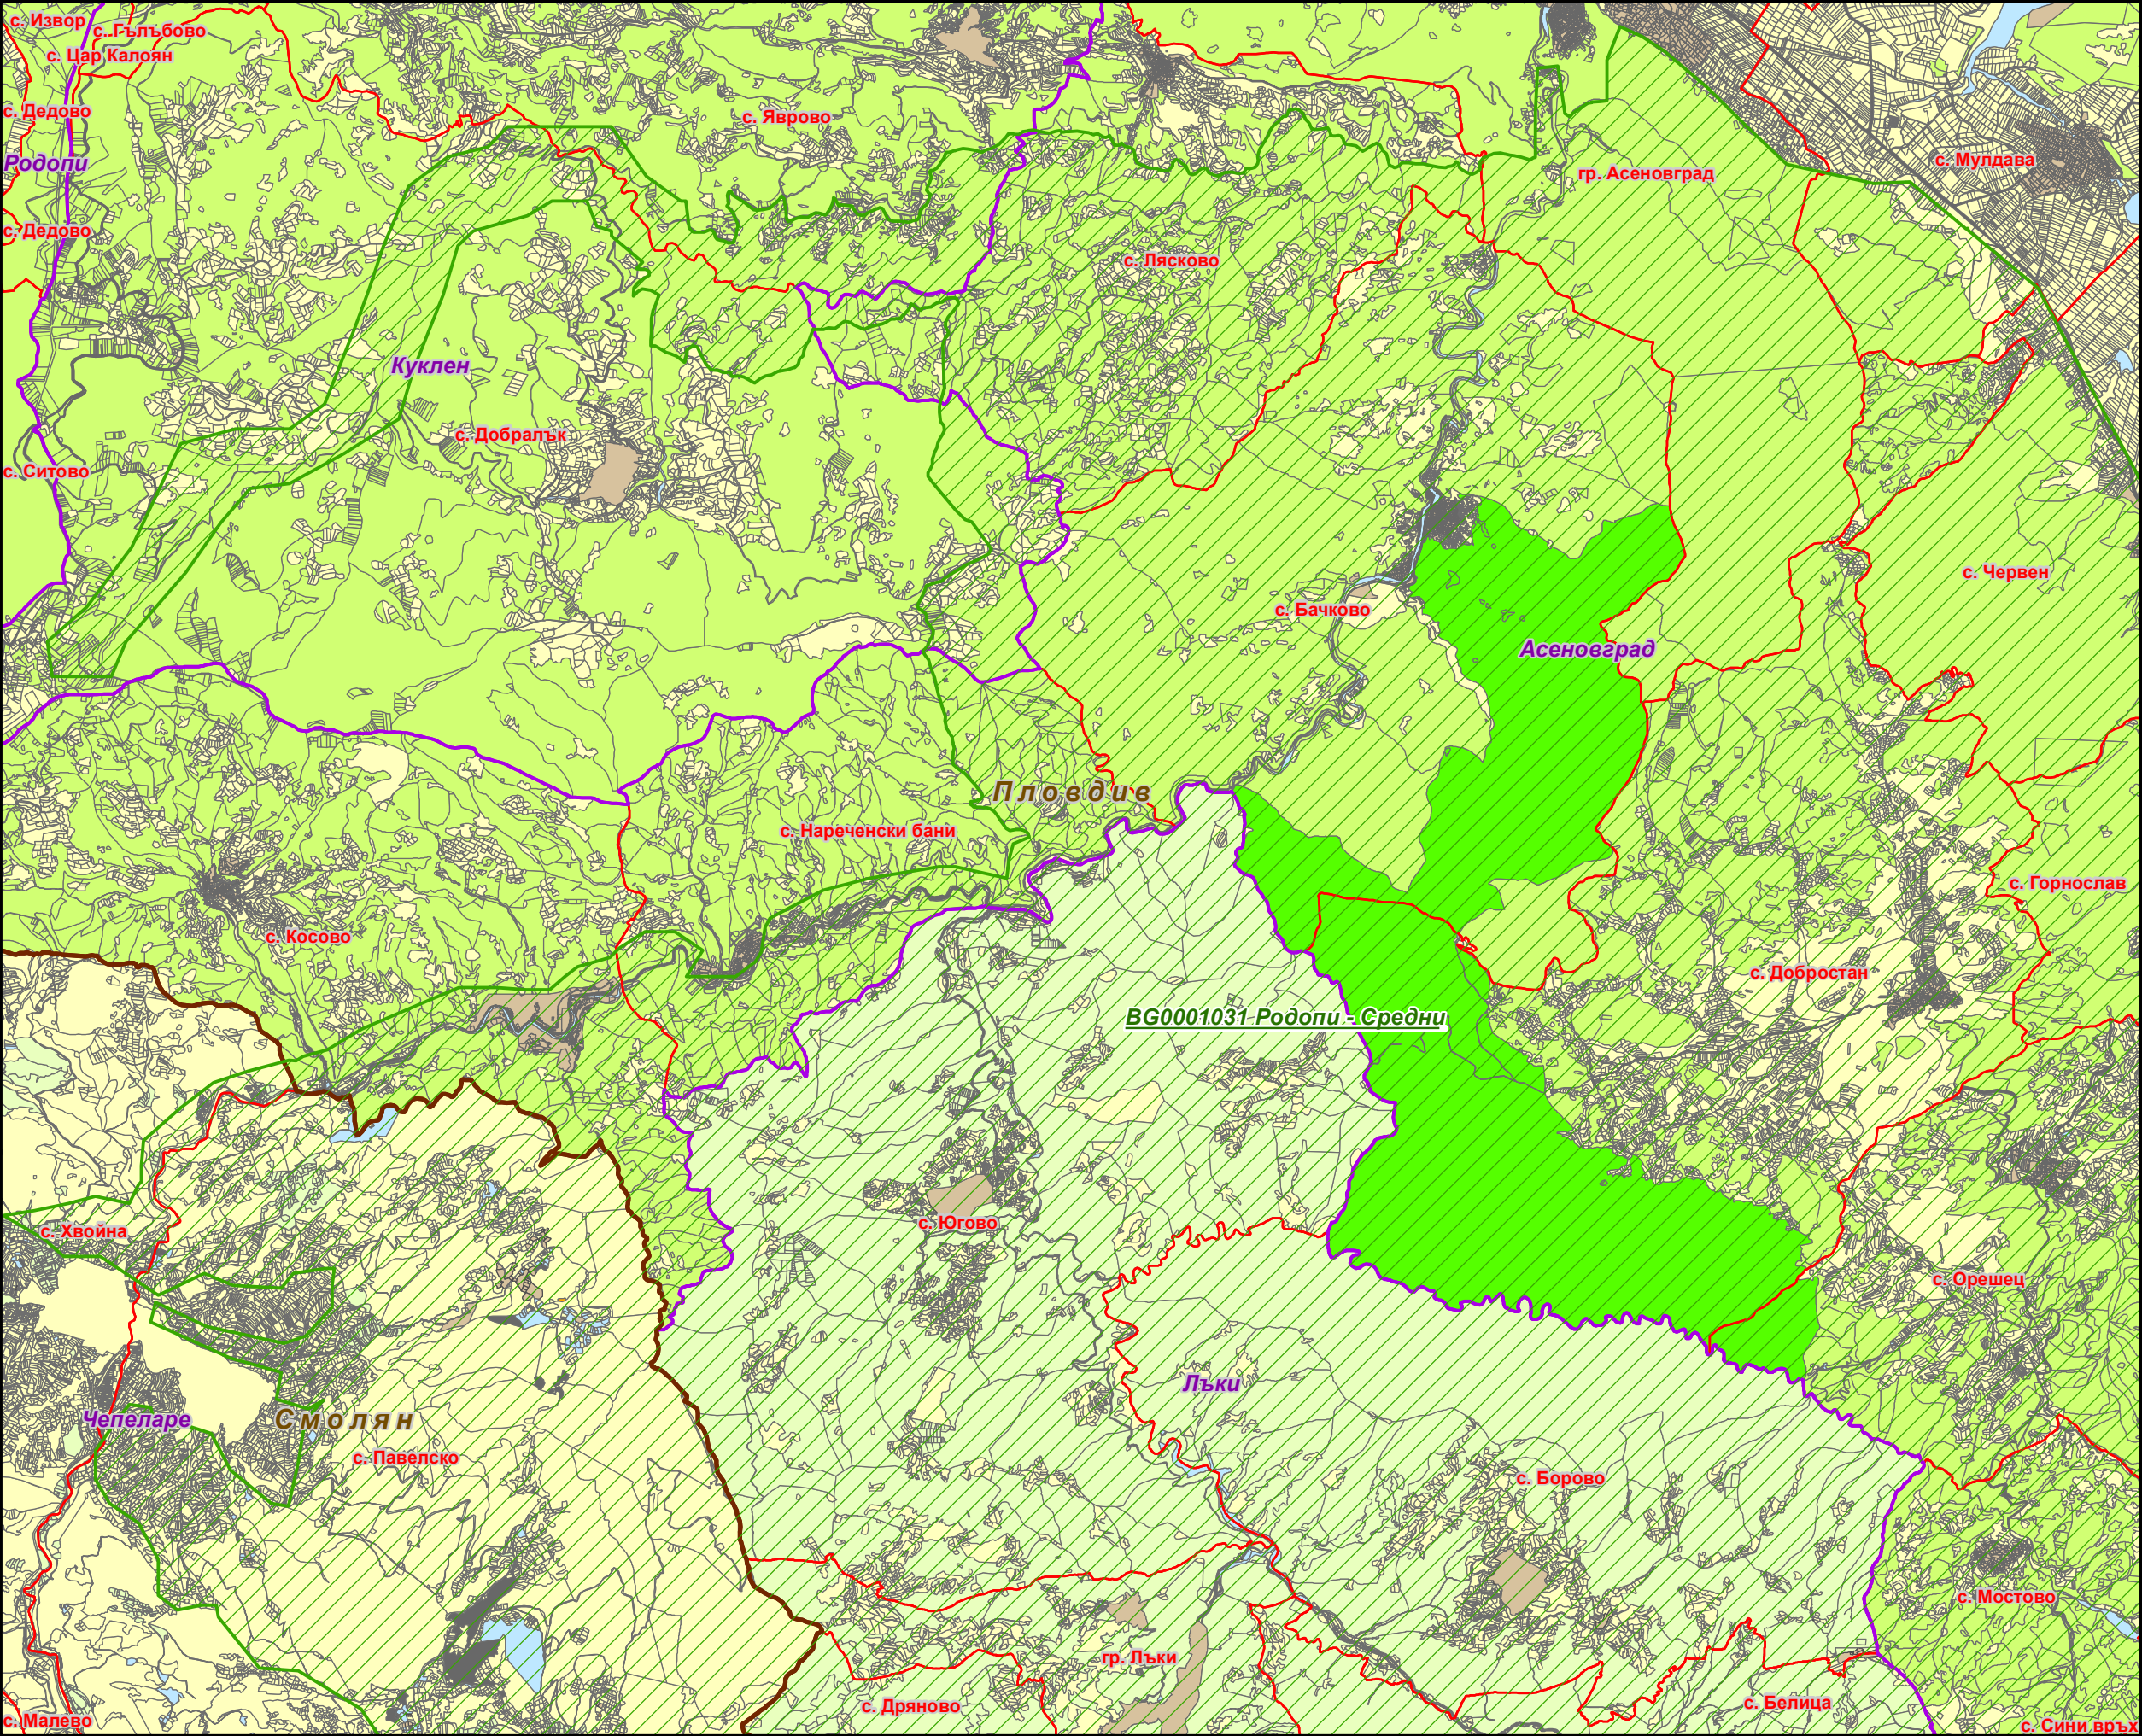 с. Извор
с. Гълъбово
с. Цар Калоян
с. Дедово
с. Яврово
Родопи
с. Мулдава
гр. Асеновград
с. Дедово
с. Лясково
Куклен
с. Добралък
с. Ситово
с. Червен
с. Бачково
Асеновград
Пловдив
с. Нареченски бани
с. Горнослав
с. Косово
с. Добростан
BG0001031 Родопи - Средни
с. Югово
с. Хвойна
с. Орешец
Лъки
Чепеларе
Смолян
с. Павелско
с. Борово
с. Мостово
гр. Лъки
с. Дряново
с. Белица
с. Малево
с. Сини връх